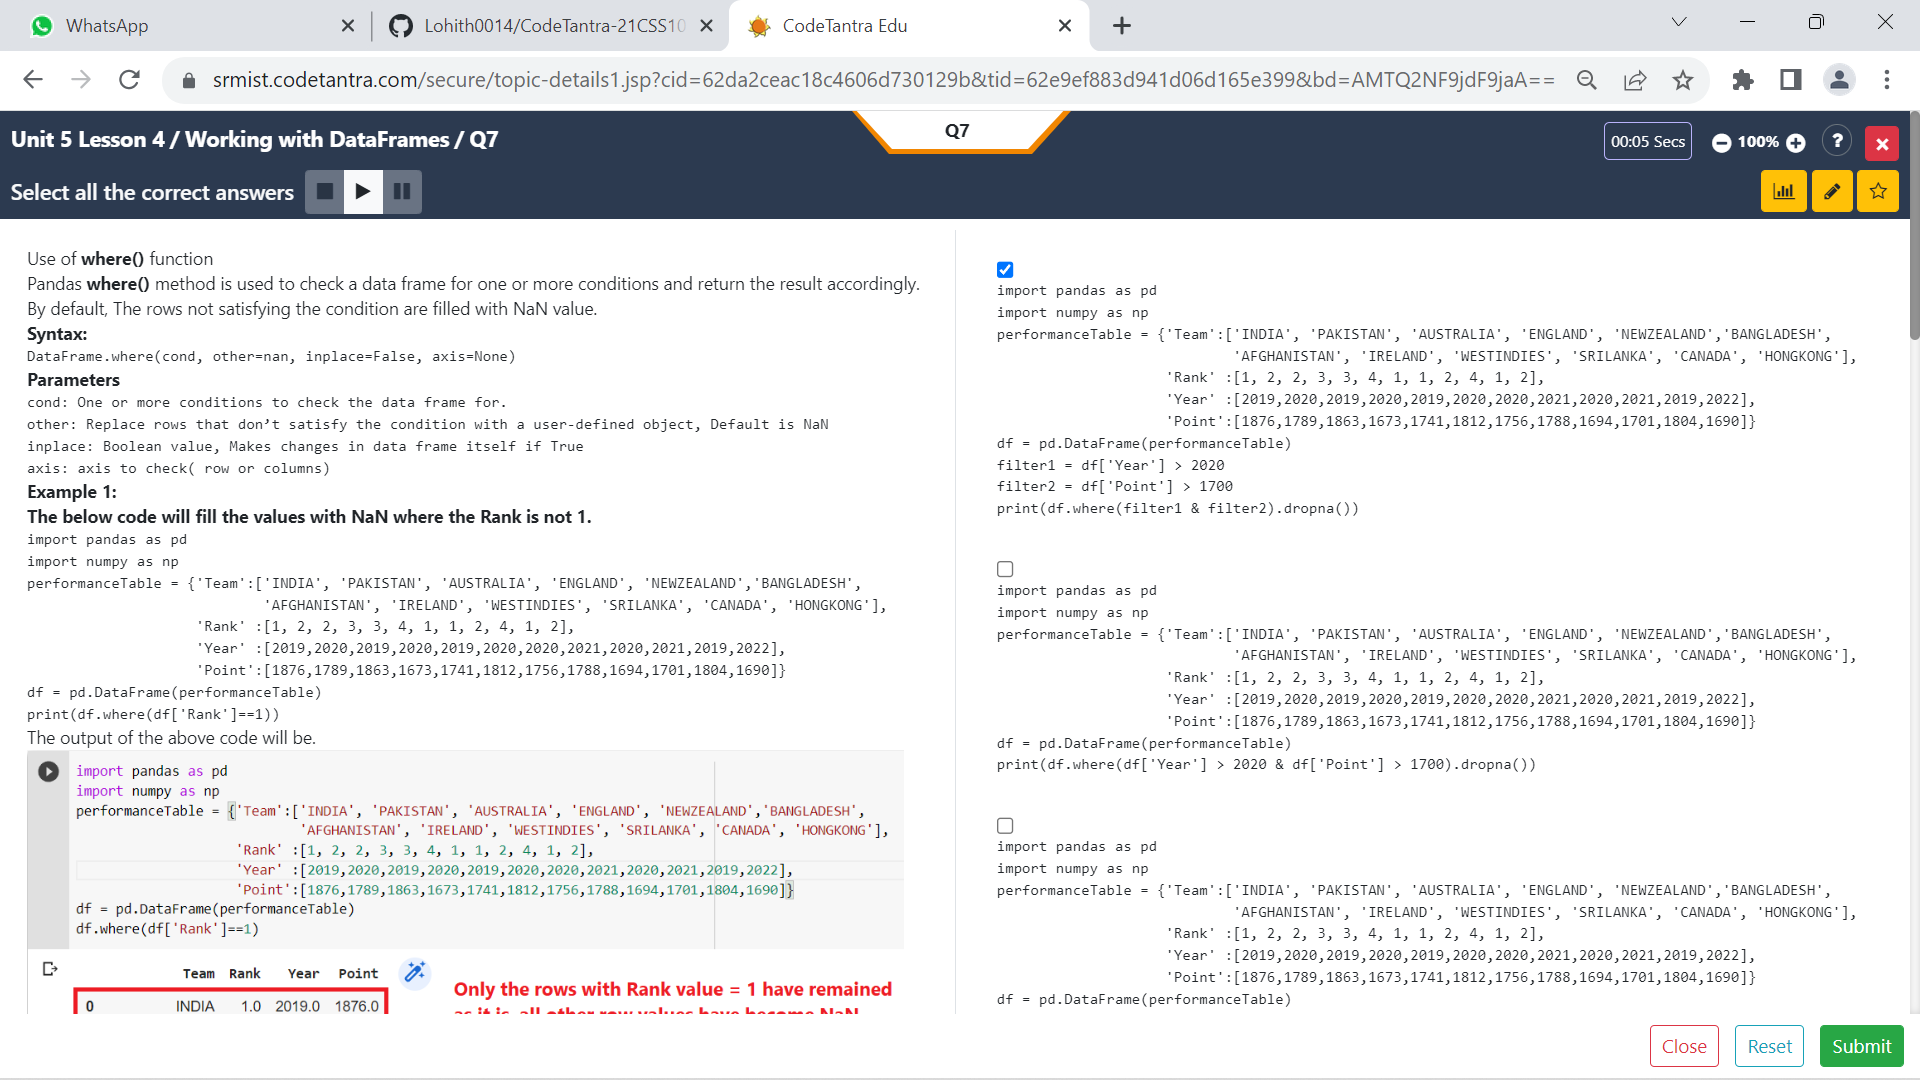 WhatsApp
Lohith0014/CodeTantra-21CSS10
CodeTantra Edu
srmist.codetantra.com/secure/topic-details1.jsp?cid=62da2ceac18c4606d730129b&tid=62e9ef883d941d06d165e399&bd=AMTQ2NF9jdF9jaA==
Unit 5 Lesson 4 / Working with DataFrames / Q7
Q7
00:05 Secs
100%
?
Select all the correct answers
Use of where() function
Pandas where() method is used to check a data frame for one or more conditions and return the result accordingly.
By default, The rows not satisfying the condition are filled with NaN value.
Syntax:
DataFrame.where(cond, other=nan, inplace=False, axis=None)
Parameters
cond: One or more conditions to check the data frame for.
other: Replace rows that don’t satisfy the condition with a user-defined object, Default is NaN
inplace: Boolean value, Makes changes in data frame itself if True
axis: axis to check( row or columns)
Example 1:
The below code will fill the values with NaN where the Rank is not 1.
import pandas as pd
import numpy as np
performanceTable = {'Team':['INDIA', 'PAKISTAN', 'AUSTRALIA', 'ENGLAND', 'NEWZEALAND','BANGLADESH',
'AFGHANISTAN', 'IRELAND', 'WESTINDIES', 'SRILANKA', 'CANADA', 'HONGKONG'],
'Rank' :[1, 2, 2, 3, 3, 4, 1, 1, 2, 4, 1, 2],
'Year' :[2019,2020,2019,2020,2019,2020,2020,2021,2020,2021,2019,2022],
'Point':[1876,1789,1863,1673,1741,1812,1756,1788,1694,1701,1804,1690]}
df = pd.DataFrame(performanceTable)
print(df.where(df['Rank']==1))
The output of the above code will be.
import pandas as pd
import numpy as np
performanceTable = {'Team':['INDIA', 'PAKISTAN', 'AUSTRALIA', 'ENGLAND', 'NEWZEALAND','BANGLADESH',
'AFGHANISTAN', 'IRELAND', 'WESTINDIES', 'SRILANKA', 'CANADA', 'HONGKONG'],
'Rank' :[1, 2, 2, 3, 3, 4, 1, 1, 2, 4, 1, 2],
'Year' :[2019,2020,2019,2020,2019,2020,2020,2021,2020,2021,2019,2022],
'Point':[1876,1789,1863,1673,1741,1812,1756,1788,1694,1701,1804,1690]}
df = pd.DataFrame(performanceTable)
df.where(df['Rank']==1)
Team Rank Year Point
0 INDIA 1.0 2019.0 1876.0
Only the rows with Rank value = 1 have remained
as it is, all other row values have become NaN
import pandas as pd
import numpy as np
performanceTable = {'Team':['INDIA', 'PAKISTAN', 'AUSTRALIA', 'ENGLAND', 'NEWZEALAND','BANGLADESH',
'AFGHANISTAN', 'IRELAND', 'WESTINDIES', 'SRILANKA', 'CANADA', 'HONGKONG'],
'Rank' :[1, 2, 2, 3, 3, 4, 1, 1, 2, 4, 1, 2],
'Year' :[2019,2020,2019,2020,2019,2020,2020,2021,2020,2021,2019,2022],
'Point':[1876,1789,1863,1673,1741,1812,1756,1788,1694,1701,1804,1690]}
df = pd.DataFrame(performanceTable)
filter1 = df['Year'] > 2020
filter2 = df['Point'] > 1700
print(df.where(filter1 & filter2).dropna())
import pandas as pd
import numpy as np
performanceTable = {'Team':['INDIA', 'PAKISTAN', 'AUSTRALIA', 'ENGLAND', 'NEWZEALAND','BANGLADESH',
'AFGHANISTAN', 'IRELAND', 'WESTINDIES', 'SRILANKA', 'CANADA', 'HONGKONG'],
'Rank' :[1, 2, 2, 3, 3, 4, 1, 1, 2, 4, 1, 2],
'Year' :[2019,2020,2019,2020,2019,2020,2020,2021,2020,2021,2019,2022],
'Point':[1876,1789,1863,1673,1741,1812,1756,1788,1694,1701,1804,1690]}
df = pd.DataFrame(performanceTable)
print(df.where(df['Year'] > 2020 & df['Point'] > 1700).dropna())
import pandas as pd
import numpy as np
performanceTable = {'Team':['INDIA', 'PAKISTAN', 'AUSTRALIA', 'ENGLAND', 'NEWZEALAND','BANGLADESH',
'AFGHANISTAN', 'IRELAND', 'WESTINDIES', 'SRILANKA', 'CANADA', 'HONGKONG'],
'Rank' :[1, 2, 2, 3, 3, 4, 1, 1, 2, 4, 1, 2],
'Year' :[2019,2020,2019,2020,2019,2020,2020,2021,2020,2021,2019,2022],
'Point':[1876,1789,1863,1673,1741,1812,1756,1788,1694,1701,1804,1690]}
df = pd.DataFrame(performanceTable)
Close
Reset
Submit